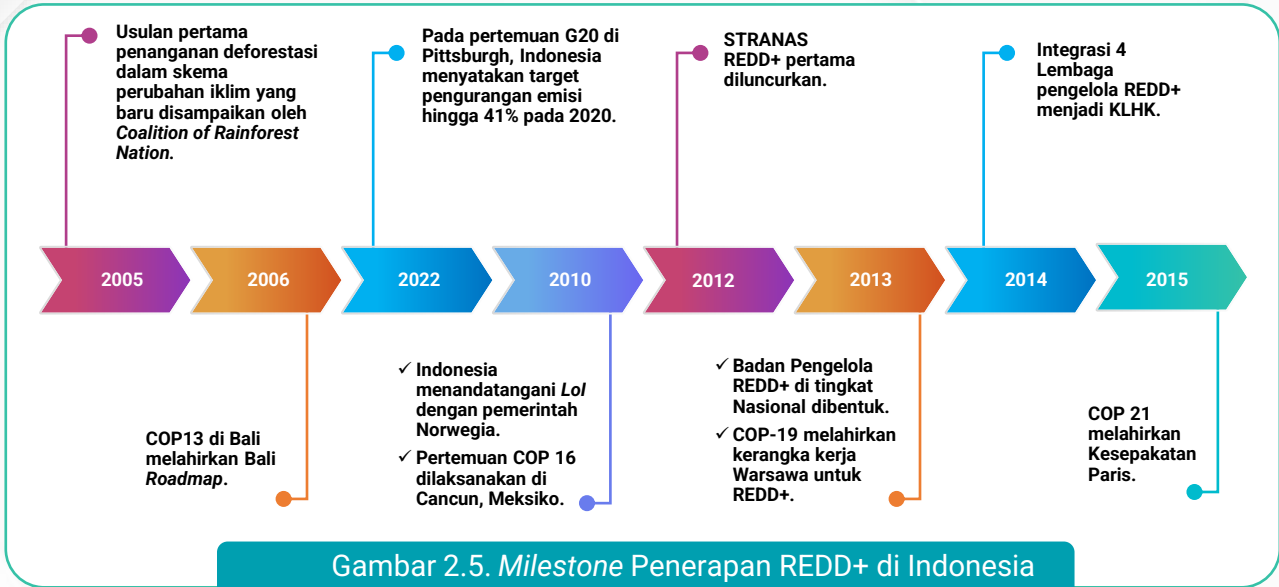 Usulan pertama
penanganan deforestasi
dalam skema
perubahan iklim yang
baru disampaikan oleh
Coalition of Rainforest
Nation.
Pada pertemuan G20 di
Pittsburgh, Indonesia
menyatakan target
pengurangan emisi
hingga 41% pada 2020.
STRANAS
REDD+ pertama
diluncurkan.
Integrasi 4
Lembaga
pengelola REDD+
menjadi KLHK.
2005
2006
2022
2010
2012
2013
2014
2015
COP13 di Bali
melahirkan Bali
Roadmap.
✓ Indonesia
menandatangani LoI
dengan pemerintah
Norwegia.
✓ Pertemuan COP 16
dilaksanakan di
Cancun, Meksiko.
✓ Badan Pengelola
REDD+ di tingkat
Nasional dibentuk.
✓ COP-19 melahirkan
kerangka kerja
Warsawa untuk
REDD+.
COP 21
melahirkan
Kesepakatan
Paris.
Gambar 2.5. Milestone Penerapan REDD+ di Indonesia